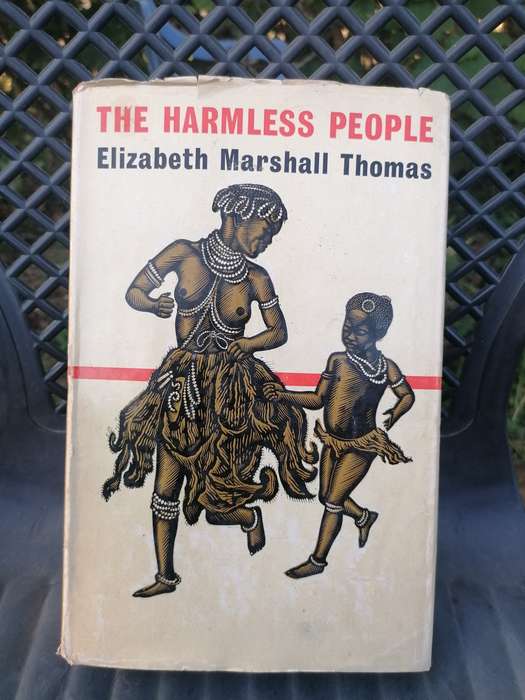 THE HARMLESS PEOPLE
Elizabeth Marshall Thomas